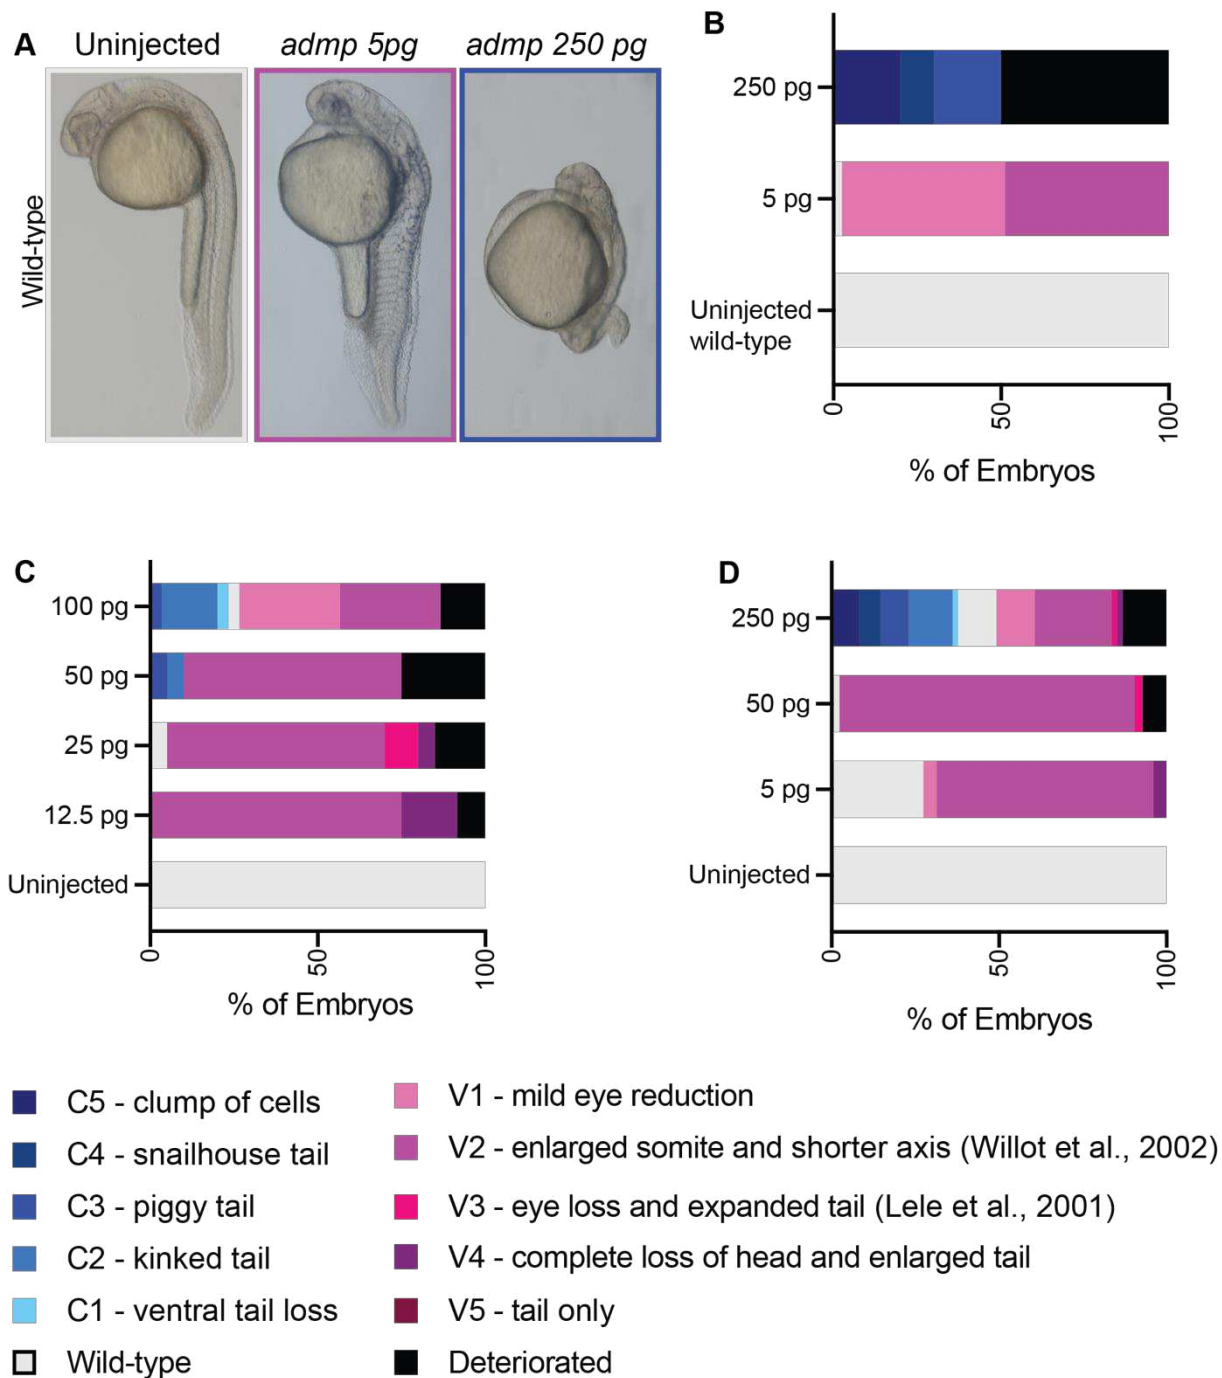 A
Uninjected
admp 5pg
admp 250 pg
Wild-type
B
250 pg
5 pg
Uninjected
wild-type
0
50
100
% of Embryos
C
100 pg
50 pg
25 pg
12.5 pg
Uninjected
0
50
100
% of Embryos
D
250 pg
50 pg
5 pg
Uninjected
0
50
100
% of Embryos
C5 - clump of cells
C4 - snailhouse tail
C3 - piggy tail
C2 - kinked tail
C1 - ventral tail loss
Wild-type
V1 - mild eye reduction
V2 - enlarged somite and shorter axis (Willot et al., 2002)
V3 - eye loss and expanded tail (Lele et al., 2001)
V4 - complete loss of head and enlarged tail
V5 - tail only
Deteriorated